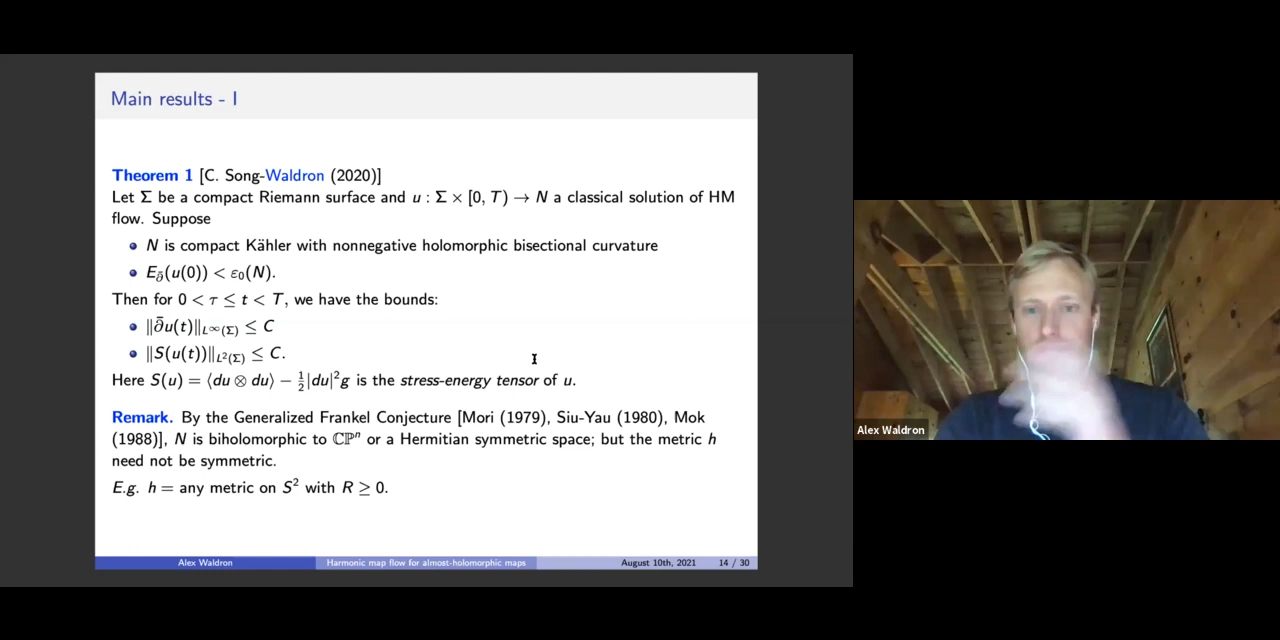 Main results - I
Theorem 1 [C. Song-Waldron (2020)]
Let Σ be a compact Riemann surface and u : Σ × [0, T) → N a classical solution of HM
flow. Suppose
• N is compact Kähler with nonnegative holomorphic bisectional curvature
• E_∂̄(u(0)) < ε₀(N).
Then for 0 < τ ≤ t < T, we have the bounds:
• ‖∂̄u(t)‖_{L^∞(Σ)} ≤ C
• ‖S(u(t))‖_{L²(Σ)} ≤ C.
Here S(u) = ⟨du ⊗ du⟩ − ½|du|²g is the stress-energy tensor of u.
Remark. By the Generalized Frankel Conjecture [Mori (1979), Siu-Yau (1980), Mok
(1988)], N is biholomorphic to ℂℙⁿ or a Hermitian symmetric space; but the metric h
need not be symmetric.
E.g. h = any metric on S² with R ≥ 0.
Alex Waldron Harmonic map flow for almost-holomorphic maps August 10th, 2021 14 / 30
Alex Waldron